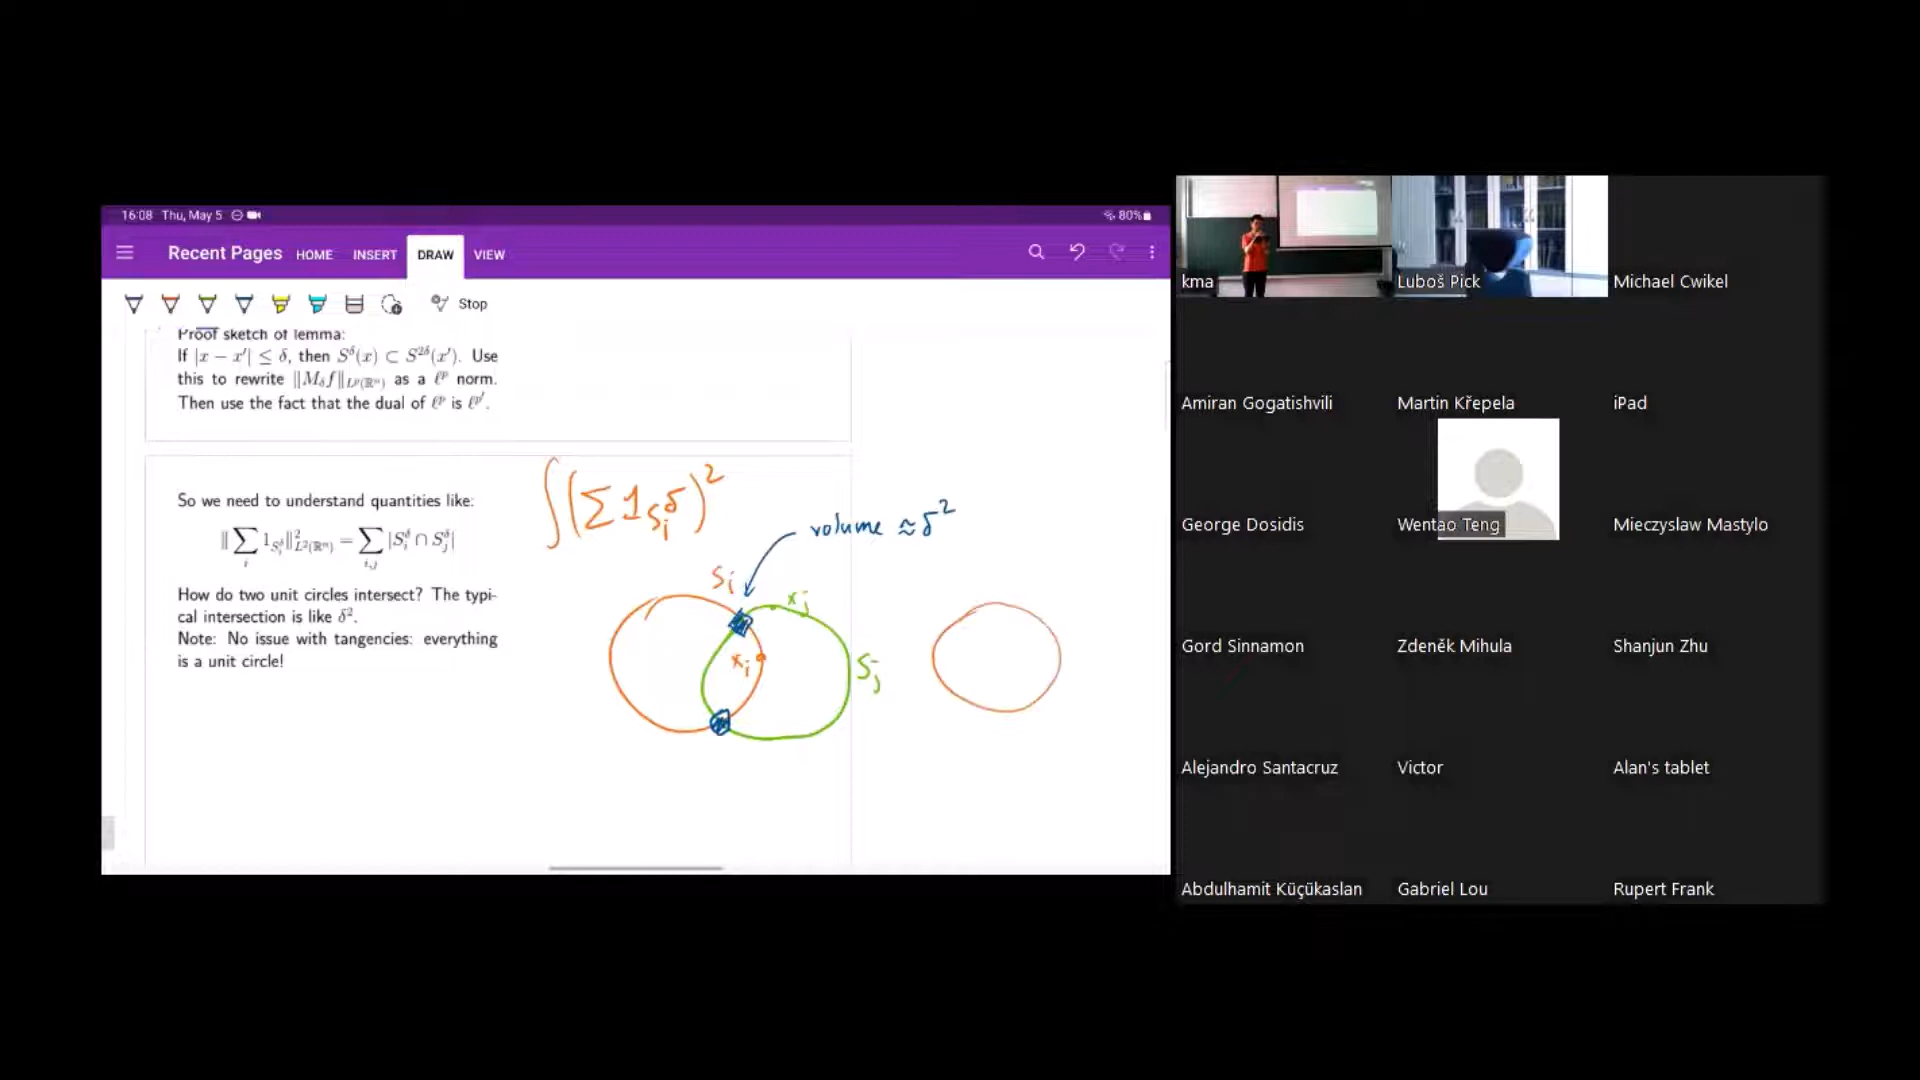 16:08 Thu, May 5
80%
Recent Pages HOME INSERT DRAW VIEW
Stop
Proof sketch of lemma:
If |x − x′| ≤ δ, then S^δ(x) ⊂ S^{2δ}(x′). Use
this to rewrite ‖M_δ f‖_{L^p(ℝ^n)} as a ℓ^p norm.
Then use the fact that the dual of ℓ^p is ℓ^{p′}.
So we need to understand quantities like:
‖∑_i 1_{S_i^δ}‖²_{L²(ℝ^n)} = ∑_{i,j} |S_i^δ ∩ S_j^δ|
How do two unit circles intersect? The typi-
cal intersection is like δ².
Note: No issue with tangencies: everything
is a unit circle!
∫(∑ 1_{S_i^δ})²
volume ≈ δ²
S_i
x_j
x_i
S_j
kma
Luboš Pick
Michael Cwikel
Amiran Gogatishvili
Martin Křepela
iPad
George Dosidis
Wentao Teng
Mieczyslaw Mastylo
Gord Sinnamon
Zdeněk Mihula
Shanjun Zhu
Alejandro Santacruz
Victor
Alan's tablet
Abdulhamit Küçükaslan
Gabriel Lou
Rupert Frank